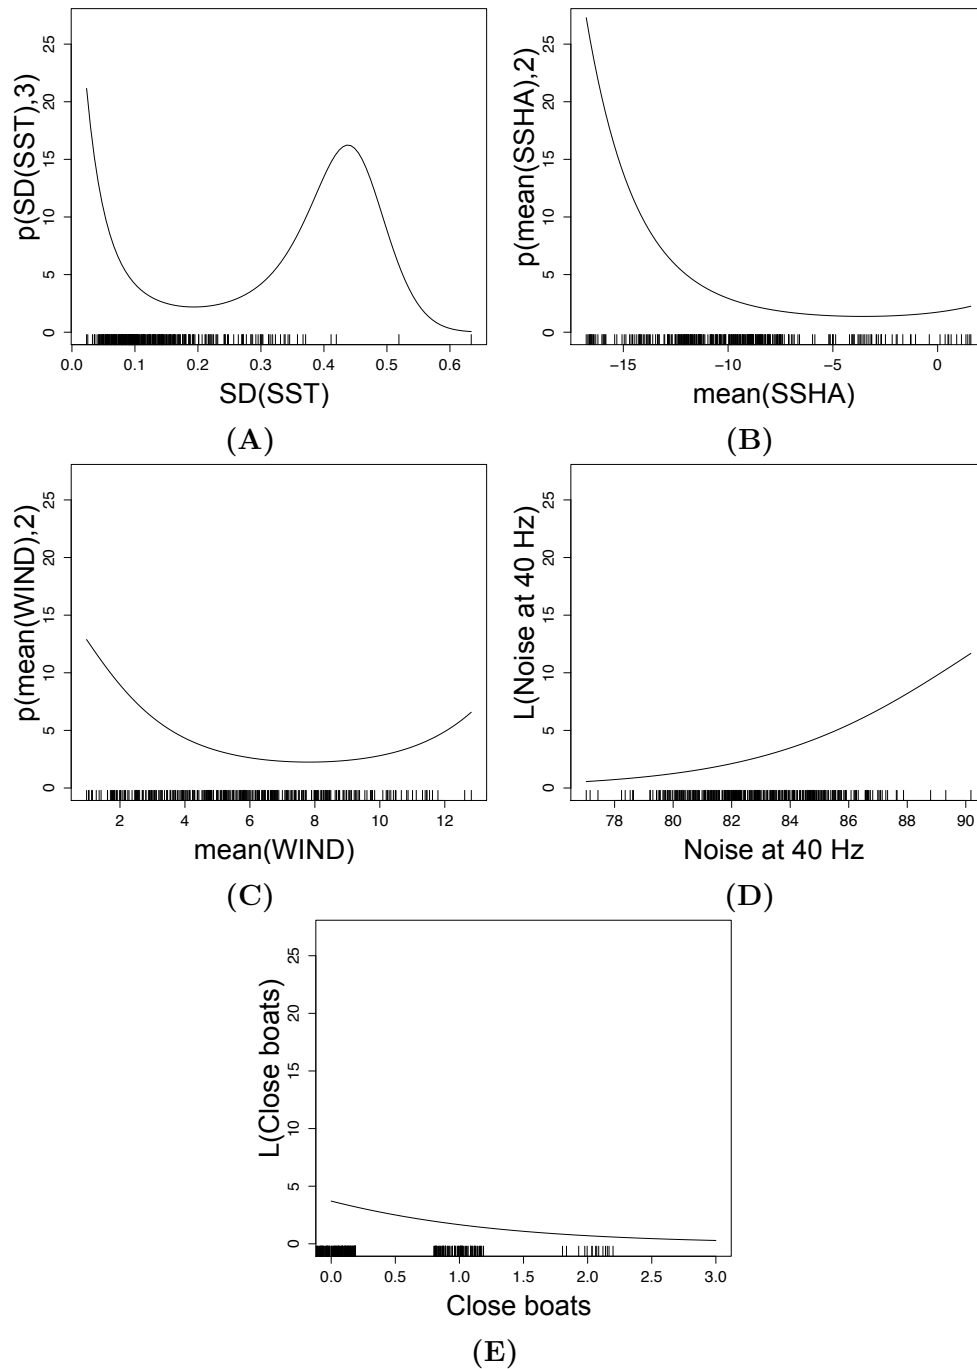 p(SD(SST),3)
0 5 10 15 20 25
0.0 0.1 0.2 0.3 0.4 0.5 0.6
SD(SST)
(A)
p(mean(SSHA),2)
0 5 10 15 20 25
−15 −10 −5 0
mean(SSHA)
(B)
p(mean(WIND),2)
0 5 10 15 20 25
2 4 6 8 10 12
mean(WIND)
(C)
L(Noise at 40 Hz)
0 5 10 15 20 25
78 80 82 84 86 88 90
Noise at 40 Hz
(D)
L(Close boats)
0 5 10 15 20 25
0.0 0.5 1.0 1.5 2.0 2.5 3.0
Close boats
(E)